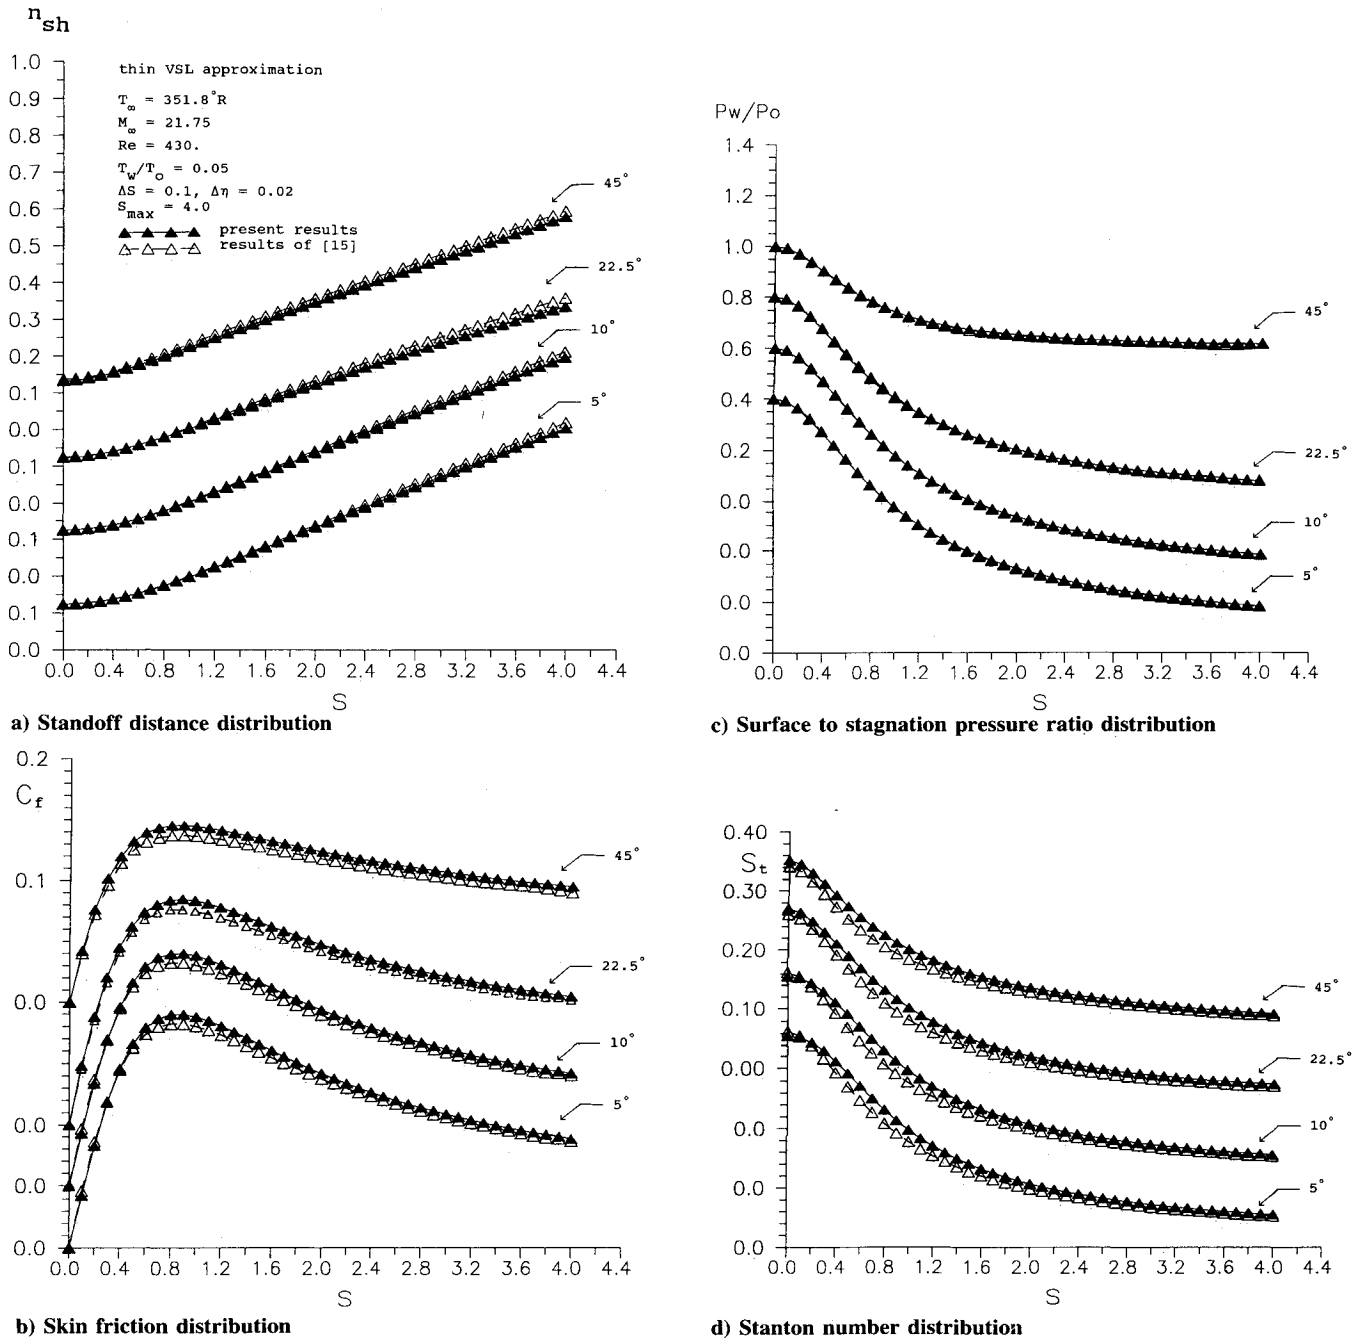 n_sh
1.0
1.0
0.9
0.8
0.7
0.6
0.5
0.4
0.3
0.2
0.1
0.0
0.1
0.0
0.1
0.0
0.1
0.0
thin VSL approximation
T_∞ = 351.8°R
M_∞ = 21.75
Re = 430.
T_w/T_o = 0.05
ΔS = 0.1, Δη = 0.02
S_max = 4.0
present results
results of [15]
45°
22.5°
10°
5°
0.0 0.4 0.8 1.2 1.6 2.0 2.4 2.8 3.2 3.6 4.0 4.4
S
a) Standoff distance distribution
Pw/Po
1.4
1.2
1.0
0.8
0.6
0.4
0.2
0.0
0.0
0.0
0.0
45°
22.5°
10°
5°
0.0 0.4 0.8 1.2 1.6 2.0 2.4 2.8 3.2 3.6 4.0 4.4
S
c) Surface to stagnation pressure ratio distribution
0.2
C_f
0.1
0.0
0.0
0.0
0.0
45°
22.5°
10°
5°
0.0 0.4 0.8 1.2 1.6 2.0 2.4 2.8 3.2 3.6 4.0 4.4
S
b) Skin friction distribution
0.40
S_t
0.30
0.20
0.10
0.00
0.0
0.0
0.0
45°
22.5°
10°
5°
0.0 0.4 0.8 1.2 1.6 2.0 2.4 2.8 3.2 3.6 4.0 4.4
S
d) Stanton number distribution